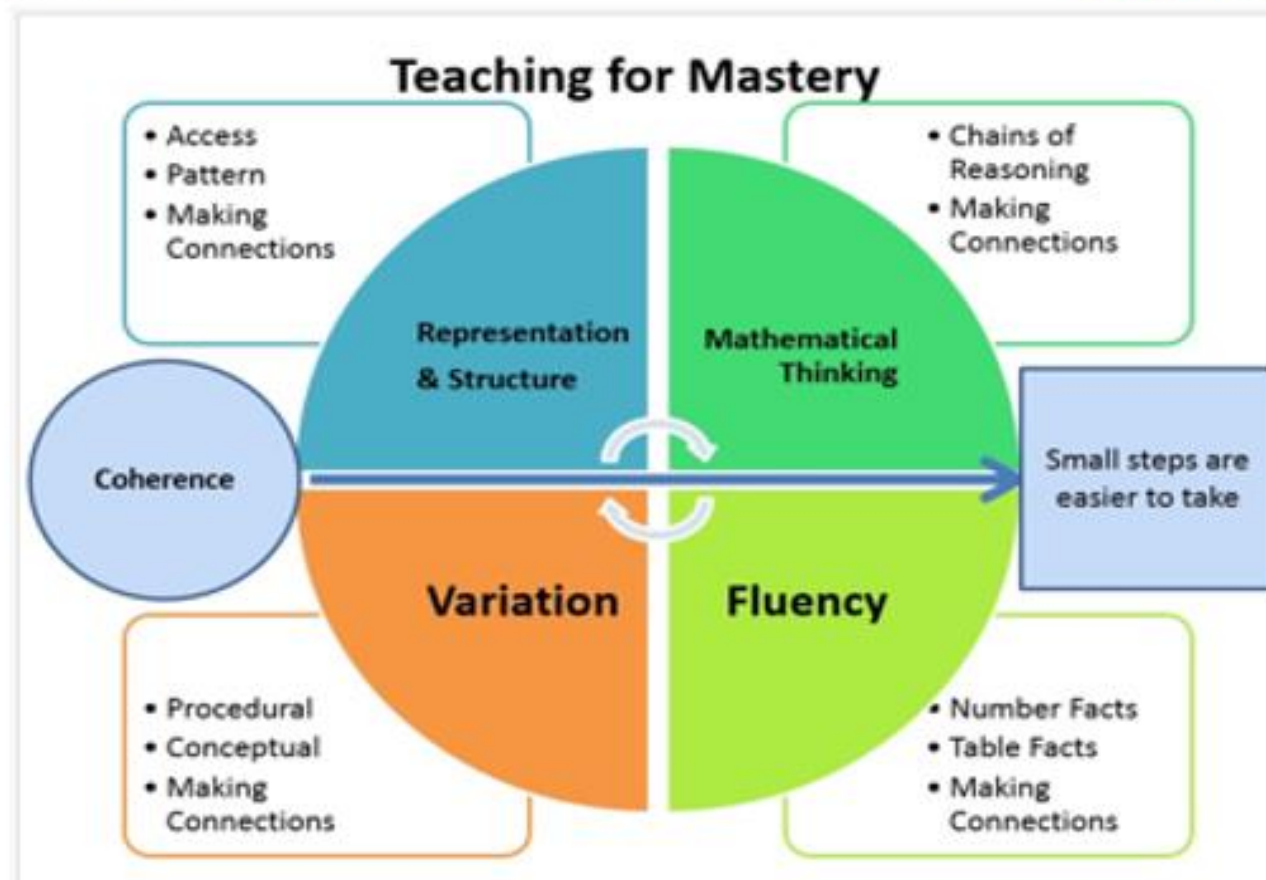 Teaching for Mastery
• Access
• Pattern
• Making
Connections
• Chains of
Reasoning
• Making
Connections
Representation
& Structure
Mathematical
Thinking
Coherence
Small steps are
easier to take
Variation
Fluency
• Procedural
• Conceptual
• Making
Connections
• Number Facts
• Table Facts
• Making
Connections